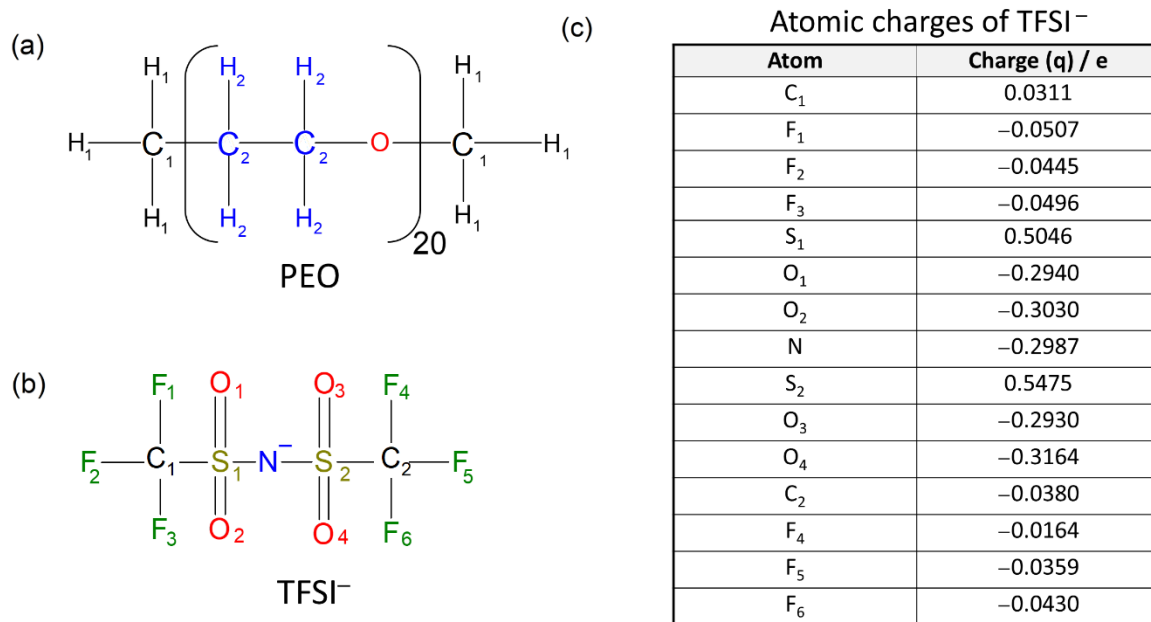 (a)
H₁ H₂ H₂ H₁
H₁ C₁ C₂ C₂ O C₁ H₁
H₁ H₂ H₂ H₁
20
PEO
(b)
F₁ O₁ O₃ F₄
F₂ C₁ S₁ N⁻ S₂ C₂ F₅
F₃ O₂ O₄ F₆
TFSI⁻
(c)
Atomic charges of TFSI⁻
Atom Charge (q) / e
C₁ 0.0311
F₁ −0.0507
F₂ −0.0445
F₃ −0.0496
S₁ 0.5046
O₁ −0.2940
O₂ −0.3030
N −0.2987
S₂ 0.5475
O₃ −0.2930
O₄ −0.3164
C₂ −0.0380
F₄ −0.0164
F₅ −0.0359
F₆ −0.0430